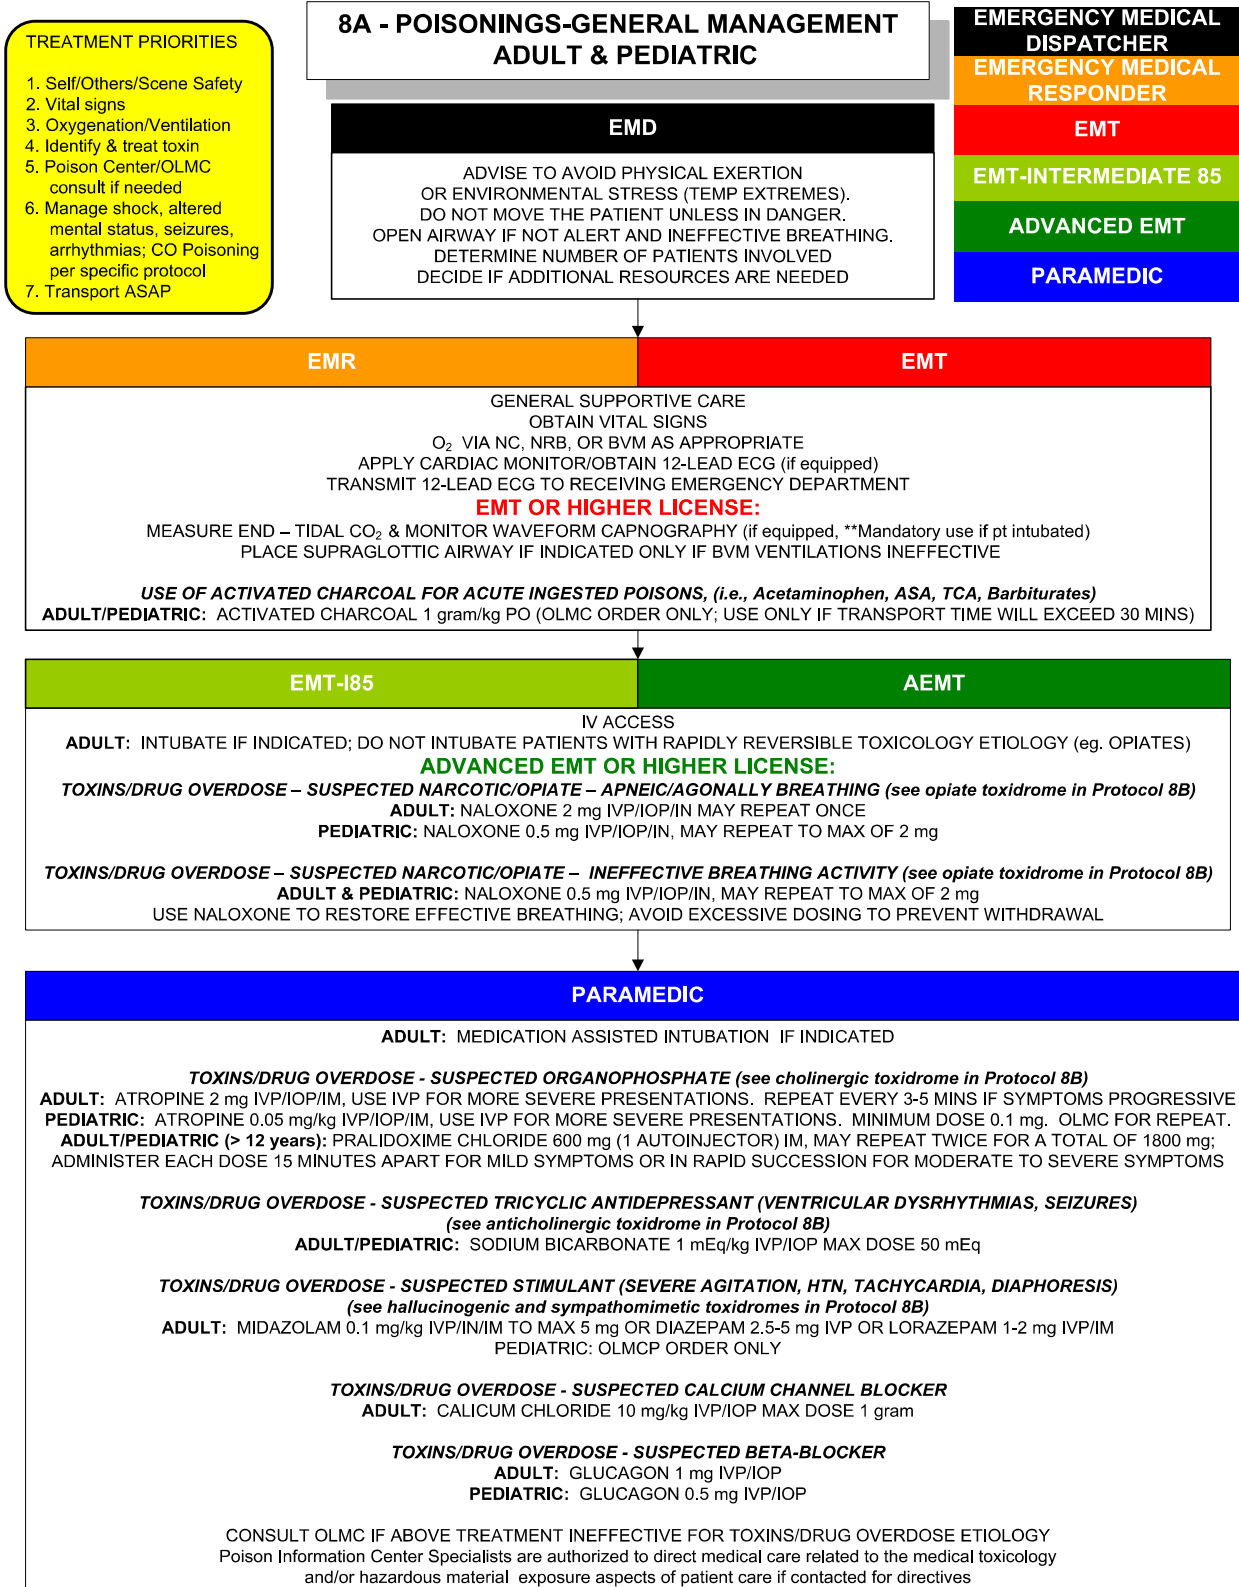 8A - POISONINGS-GENERAL MANAGEMENT
ADULT & PEDIATRIC
TREATMENT PRIORITIES
1. Self/Others/Scene Safety
2. Vital signs
3. Oxygenation/Ventilation
4. Identify & treat toxin
5. Poison Center/OLMC
consult if needed
6. Manage shock, altered
mental status, seizures,
arrhythmias; CO Poisoning
per specific protocol
7. Transport ASAP
EMERGENCY MEDICAL
DISPATCHER
EMERGENCY MEDICAL
RESPONDER
EMT
EMT-INTERMEDIATE 85
ADVANCED EMT
PARAMEDIC
EMD
ADVISE TO AVOID PHYSICAL EXERTION
OR ENVIRONMENTAL STRESS (TEMP EXTREMES).
DO NOT MOVE THE PATIENT UNLESS IN DANGER.
OPEN AIRWAY IF NOT ALERT AND INEFFECTIVE BREATHING.
DETERMINE NUMBER OF PATIENTS INVOLVED
DECIDE IF ADDITIONAL RESOURCES ARE NEEDED
EMR
EMT
GENERAL SUPPORTIVE CARE
OBTAIN VITAL SIGNS
O₂ VIA NC, NRB, OR BVM AS APPROPRIATE
APPLY CARDIAC MONITOR/OBTAIN 12-LEAD ECG (if equipped)
TRANSMIT 12-LEAD ECG TO RECEIVING EMERGENCY DEPARTMENT
EMT OR HIGHER LICENSE:
MEASURE END – TIDAL CO₂ & MONITOR WAVEFORM CAPNOGRAPHY (if equipped, **Mandatory use if pt intubated)
PLACE SUPRAGLOTTIC AIRWAY IF INDICATED ONLY IF BVM VENTILATIONS INEFFECTIVE
USE OF ACTIVATED CHARCOAL FOR ACUTE INGESTED POISONS, (i.e., Acetaminophen, ASA, TCA, Barbiturates)
ADULT/PEDIATRIC: ACTIVATED CHARCOAL 1 gram/kg PO (OLMC ORDER ONLY; USE ONLY IF TRANSPORT TIME WILL EXCEED 30 MINS)
EMT-I85
AEMT
IV ACCESS
ADULT: INTUBATE IF INDICATED; DO NOT INTUBATE PATIENTS WITH RAPIDLY REVERSIBLE TOXICOLOGY ETIOLOGY (eg. OPIATES)
ADVANCED EMT OR HIGHER LICENSE:
TOXINS/DRUG OVERDOSE – SUSPECTED NARCOTIC/OPIATE – APNEIC/AGONALLY BREATHING (see opiate toxidrome in Protocol 8B)
ADULT: NALOXONE 2 mg IVP/IOP/IN MAY REPEAT ONCE
PEDIATRIC: NALOXONE 0.5 mg IVP/IOP/IN, MAY REPEAT TO MAX OF 2 mg
TOXINS/DRUG OVERDOSE – SUSPECTED NARCOTIC/OPIATE – INEFFECTIVE BREATHING ACTIVITY (see opiate toxidrome in Protocol 8B)
ADULT & PEDIATRIC: NALOXONE 0.5 mg IVP/IOP/IN, MAY REPEAT TO MAX OF 2 mg
USE NALOXONE TO RESTORE EFFECTIVE BREATHING; AVOID EXCESSIVE DOSING TO PREVENT WITHDRAWAL
PARAMEDIC
ADULT: MEDICATION ASSISTED INTUBATION IF INDICATED
TOXINS/DRUG OVERDOSE - SUSPECTED ORGANOPHOSPHATE (see cholinergic toxidrome in Protocol 8B)
ADULT: ATROPINE 2 mg IVP/IOP/IM, USE IVP FOR MORE SEVERE PRESENTATIONS. REPEAT EVERY 3-5 MINS IF SYMPTOMS PROGRESSIVE
PEDIATRIC: ATROPINE 0.05 mg/kg IVP/IOP/IM, USE IVP FOR MORE SEVERE PRESENTATIONS. MINIMUM DOSE 0.1 mg. OLMC FOR REPEAT.
ADULT/PEDIATRIC (> 12 years): PRALIDOXIME CHLORIDE 600 mg (1 AUTOINJECTOR) IM, MAY REPEAT TWICE FOR A TOTAL OF 1800 mg;
ADMINISTER EACH DOSE 15 MINUTES APART FOR MILD SYMPTOMS OR IN RAPID SUCCESSION FOR MODERATE TO SEVERE SYMPTOMS
TOXINS/DRUG OVERDOSE - SUSPECTED TRICYCLIC ANTIDEPRESSANT (VENTRICULAR DYSRHYTHMIAS, SEIZURES)
(see anticholinergic toxidrome in Protocol 8B)
ADULT/PEDIATRIC: SODIUM BICARBONATE 1 mEq/kg IVP/IOP MAX DOSE 50 mEq
TOXINS/DRUG OVERDOSE - SUSPECTED STIMULANT (SEVERE AGITATION, HTN, TACHYCARDIA, DIAPHORESIS)
(see hallucinogenic and sympathomimetic toxidromes in Protocol 8B)
ADULT: MIDAZOLAM 0.1 mg/kg IVP/IN/IM TO MAX 5 mg OR DIAZEPAM 2.5-5 mg IVP OR LORAZEPAM 1-2 mg IVP/IM
PEDIATRIC: OLMCP ORDER ONLY
TOXINS/DRUG OVERDOSE - SUSPECTED CALCIUM CHANNEL BLOCKER
ADULT: CALICUM CHLORIDE 10 mg/kg IVP/IOP MAX DOSE 1 gram
TOXINS/DRUG OVERDOSE - SUSPECTED BETA-BLOCKER
ADULT: GLUCAGON 1 mg IVP/IOP
PEDIATRIC: GLUCAGON 0.5 mg IVP/IOP
CONSULT OLMC IF ABOVE TREATMENT INEFFECTIVE FOR TOXINS/DRUG OVERDOSE ETIOLOGY
Poison Information Center Specialists are authorized to direct medical care related to the medical toxicology
and/or hazardous material exposure aspects of patient care if contacted for directives